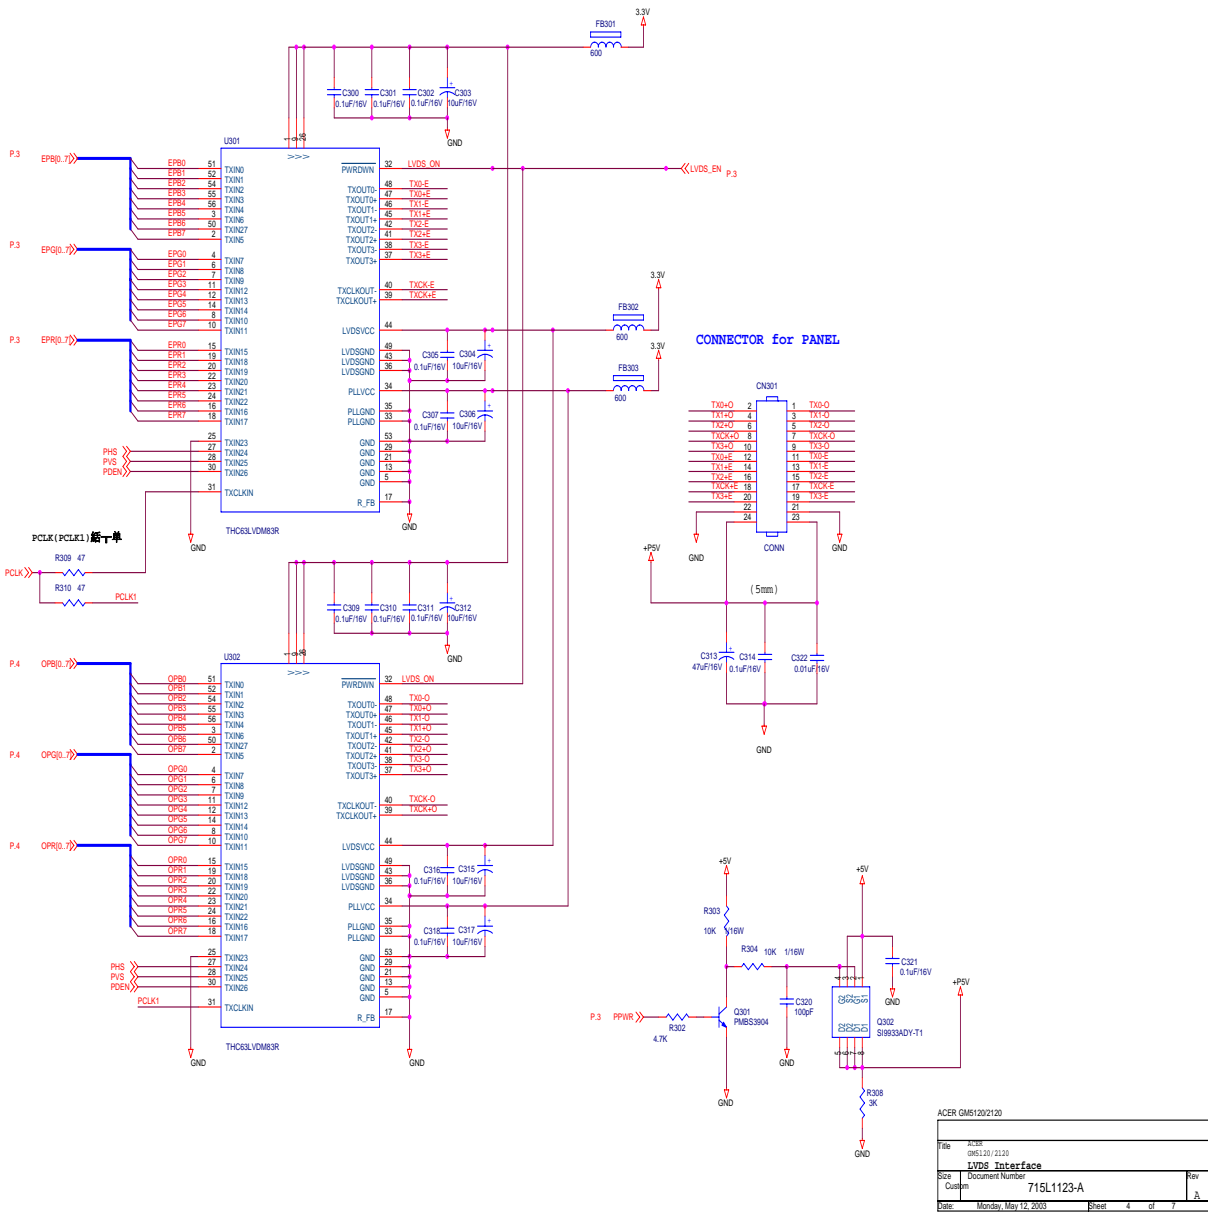 3.3V
FB301
600
C300
0.1uF/16V
C301
0.1uF/16V
C302
0.1uF/16V
C303
10uF/16V
GND
U301
1
9
26
VVV
P.3 EPB[0..7]
EPB0 51 TXIN0
EPB1 52 TXIN1
EPB2 54 TXIN2
EPB3 55 TXIN3
EPB4 56 TXIN4
EPB5 3 TXIN6
EPB6 50 TXIN27
EPB7 2 TXIN5
P.3 EPG[0..7]
EPG0 4 TXIN7
EPG1 6 TXIN8
EPG2 7 TXIN9
EPG3 11 TXIN12
EPG4 12 TXIN13
EPG5 14 TXIN14
EPG6 8 TXIN10
EPG7 10 TXIN11
P.3 EPR[0..7]
EPR0 15 TXIN15
EPR1 19 TXIN18
EPR2 20 TXIN19
EPR3 22 TXIN20
EPR4 23 TXIN21
EPR5 24 TXIN22
EPR6 16 TXIN16
EPR7 18 TXIN17
25 TXIN23
PHS 27 TXIN24
PVS 28 TXIN25
PDEN 30 TXIN26
31 TXCLKIN
PWRDWN 32 LVDS_ON
LVDS_EN P.3
TXOUT0- 48 TX0-E
TXOUT0+ 47 TX0+E
TXOUT1- 46 TX1-E
TXOUT1+ 45 TX1+E
TXOUT2- 42 TX2-E
TXOUT2+ 41 TX2+E
TXOUT3- 38 TX3-E
TXOUT3+ 37 TX3+E
TXCLKOUT- 40 TXCK-E
TXCLKOUT+ 39 TXCK+E
LVDSVCC 44
LVDSGND 49
LVDSGND 43
LVDSGND 36
PLLVCC 34
PLLGND 35
PLLGND 33
GND 53
GND 29
GND 21
GND 13
GND 5
R_FB 17
THC63LVDM83R
GND
GND
C305
0.1uF/16V
C304
10uF/16V
C307
0.1uF/16V
C306
10uF/16V
3.3V
FB302
600
3.3V
FB303
600
CONNECTOR for PANEL
CN301
TX0+O 2 1 TX0-O
TX1+O 4 3 TX1-O
TX2+O 6 5 TX2-O
TXCK+O 8 7 TXCK-O
TX3+O 10 9 TX3-O
TX0+E 12 11 TX0-E
TX1+E 14 13 TX1-E
TX2+E 16 15 TX2-E
TXCK+E 18 17 TXCK-E
TX3+E 20 19 TX3-E
22 21
24 23
CONN
GND
GND
+P5V
(5mm)
C313
47uF/16V
C314
0.1uF/16V
C322
0.01uF/16V
GND
R309 47
PCLK
R310 47
PCLK1
C309
0.1uF/16V
C310
0.1uF/16V
C311
0.1uF/16V
C312
10uF/16V
GND
U302
1
9
26
VVV
P.4 OPB[0..7]
OPB0 51 TXIN0
OPB1 52 TXIN1
OPB2 54 TXIN2
OPB3 55 TXIN3
OPB4 56 TXIN4
OPB5 3 TXIN6
OPB6 50 TXIN27
OPB7 2 TXIN5
P.4 OPG[0..7]
OPG0 4 TXIN7
OPG1 6 TXIN8
OPG2 7 TXIN9
OPG3 11 TXIN12
OPG4 12 TXIN13
OPG5 14 TXIN14
OPG6 8 TXIN10
OPG7 10 TXIN11
P.4 OPR[0..7]
OPR0 15 TXIN15
OPR1 19 TXIN18
OPR2 20 TXIN19
OPR3 22 TXIN20
OPR4 23 TXIN21
OPR5 24 TXIN22
OPR6 16 TXIN16
OPR7 18 TXIN17
25 TXIN23
PHS 27 TXIN24
PVS 28 TXIN25
PDEN 30 TXIN26
PCLK1 31 TXCLKIN
PWRDWN 32 LVDS_ON
TXOUT0- 48 TX0-O
TXOUT0+ 47 TX0+O
TXOUT1- 46 TX1-O
TXOUT1+ 45 TX1+O
TXOUT2- 42 TX2-O
TXOUT2+ 41 TX2+O
TXOUT3- 38 TX3-O
TXOUT3+ 37 TX3+O
TXCLKOUT- 40 TXCK-O
TXCLKOUT+ 39 TXCK+O
LVDSVCC 44
LVDSGND 49
LVDSGND 43
LVDSGND 36
PLLVCC 34
PLLGND 35
PLLGND 33
GND 53
GND 29
GND 21
GND 13
GND 5
R_FB 17
THC63LVDM83R
GND
GND
C316
0.1uF/16V
C315
10uF/16V
C318
0.1uF/16V
C317
10uF/16V
+5V
R303
10K 1/16W
R304 10K 1/16W
P.3 PPWR
R302
4.7K
Q301
PMBS3904
GND
C320
100pF
GND
+5V
C321
0.1uF/16V
GND
4 3 2 1
G2 S2 G1 S1
D2 D2 D1 D1
5 6 7 8
Q302
SI9933ADY-T1
+P5V
R308
3K
GND
ACER GM5120/2120
Title
ACER
GM5120/2120
LVDS Interface
Size
Custom
Document Number
715L1123-A
Rev
A
Date: Monday, May 12, 2003 Sheet 4 of 7